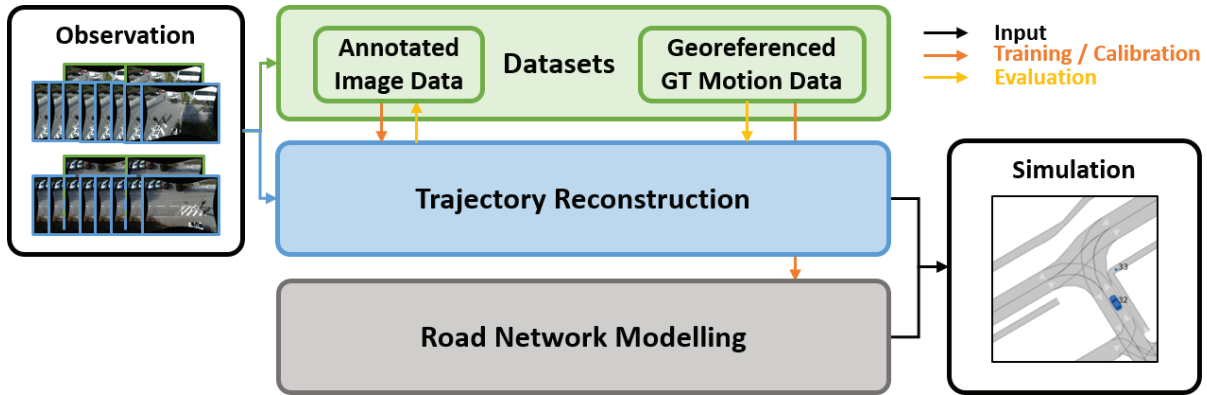 Observation
Annotated
Image Data
Datasets
Georeferenced
GT Motion Data
Input
Training / Calibration
Evaluation
Trajectory Reconstruction
Simulation
33
32
Road Network Modelling